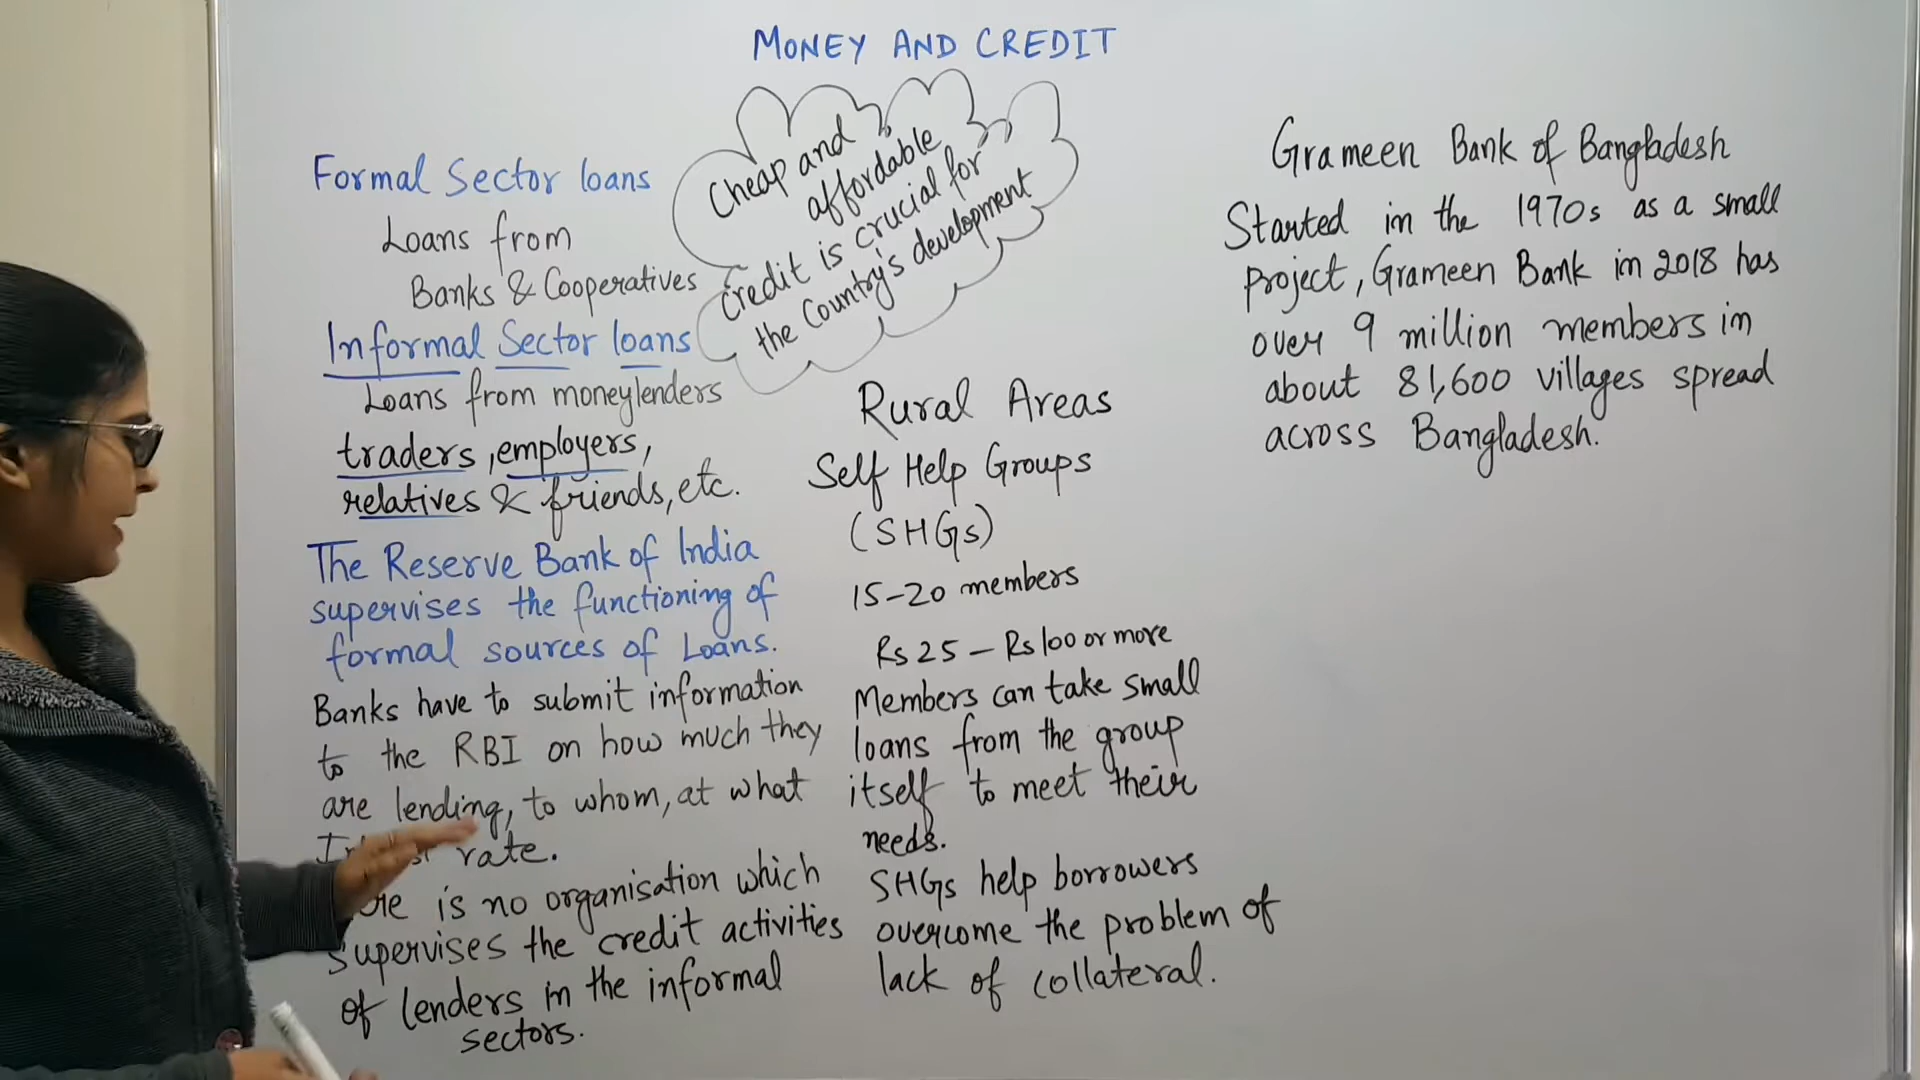 MONEY AND CREDIT
Formal Sector loans
Loans from
Banks & Cooperatives
Informal Sector loans
Loans from moneylenders
traders, employers,
relatives & friends, etc.
The Reserve Bank of India
supervises the functioning of
formal sources of Loans.
Banks have to submit information
to the RBI on how much they
are lending, to whom, at what
rate.
is no organisation which
supervises the credit activities
of lenders in the informal
sectors.
Cheap and
affordable
Credit is crucial for
the Country's development
Rural Areas
Self Help Groups
(SHGs)
15-20 members
Rs 25 - Rs 100 or more
Members can take small
loans from the group
itself to meet their
needs.
SHGs help borrowers
overcome the problem of
lack of collateral.
Grameen Bank of Bangladesh
Started in the 1970s as a small
project, Grameen Bank in 2018 has
over 9 million members in
about 81,600 villages spread
across Bangladesh.